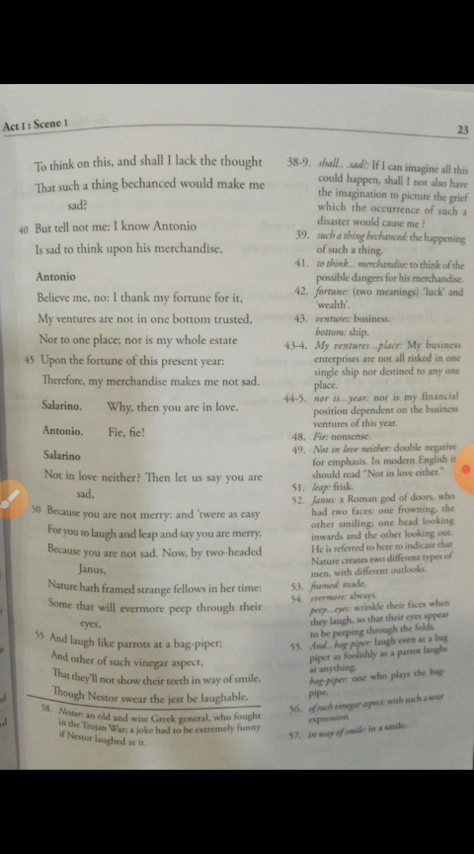 Act I : Scene 1
23
To think on this, and shall I lack the thought
That such a thing bechanced would make me
sad?
40 But tell not me: I know Antonio
Is sad to think upon his merchandise.
Antonio
Believe me, no: I thank my fortune for it,
My ventures are not in one bottom trusted,
Nor to one place; nor is my whole estate
45 Upon the fortune of this present year:
Therefore, my merchandise makes me not sad.
Salarino. Why, then you are in love.
Antonio. Fie, fie!
Salarino
Not in love neither? Then let us say you are
sad,
50 Because you are not merry: and 'twere as easy
For you to laugh and leap and say you are merry,
Because you are not sad. Now, by two-headed
Janus,
Nature hath framed strange fellows in her time:
Some that will evermore peep through their
eyes,
55 And laugh like parrots at a bag-piper;
And other of such vinegar aspect,
That they'll not show their teeth in way of smile,
Though Nestor swear the jest be laughable.
58. Nestor: an old and wise Greek general, who fought
in the Trojan War; a joke had to be extremely funny
if Nestor laughed at it.
38-9. shall... sad?: If I can imagine all this
could happen, shall I not also have
the imagination to picture the grief
which the occurrence of such a
disaster would cause me ?
39. such a thing bechanced: the happening
of such a thing.
41. to think... merchandise: to think of the
possible dangers for his merchandise.
42. fortune: (two meanings) 'luck' and
'wealth'.
43. ventures: business.
bottom: ship.
43-4. My ventures...place: My business
enterprises are not all risked in one
single ship nor destined to any one
place.
44-5. nor is...year: nor is my financial
position dependent on the business
ventures of this year.
48. Fie: nonsense.
49. Not in love neither: double negative
for emphasis. In modern English it
should read "Not in love either."
51. leap: frisk.
52. Janus: a Roman god of doors, who
had two faces: one frowning, the
other smiling; one head looking
inwards and the other looking out.
He is referred to here to indicate that
Nature creates two different types of
men, with different outlooks.
53. framed: made.
54. evermore: always.
peep...eyes: wrinkle their faces when
they laugh, so that their eyes appear
to be peeping through the folds.
55. And...bag-piper: laugh even at a bag
piper as foolishly as a parrot laughs
at anything.
bag-piper: one who plays the bag-
pipe.
56. of such vinegar aspect: with such a sour
expression
57. in way of smile: in a smile.